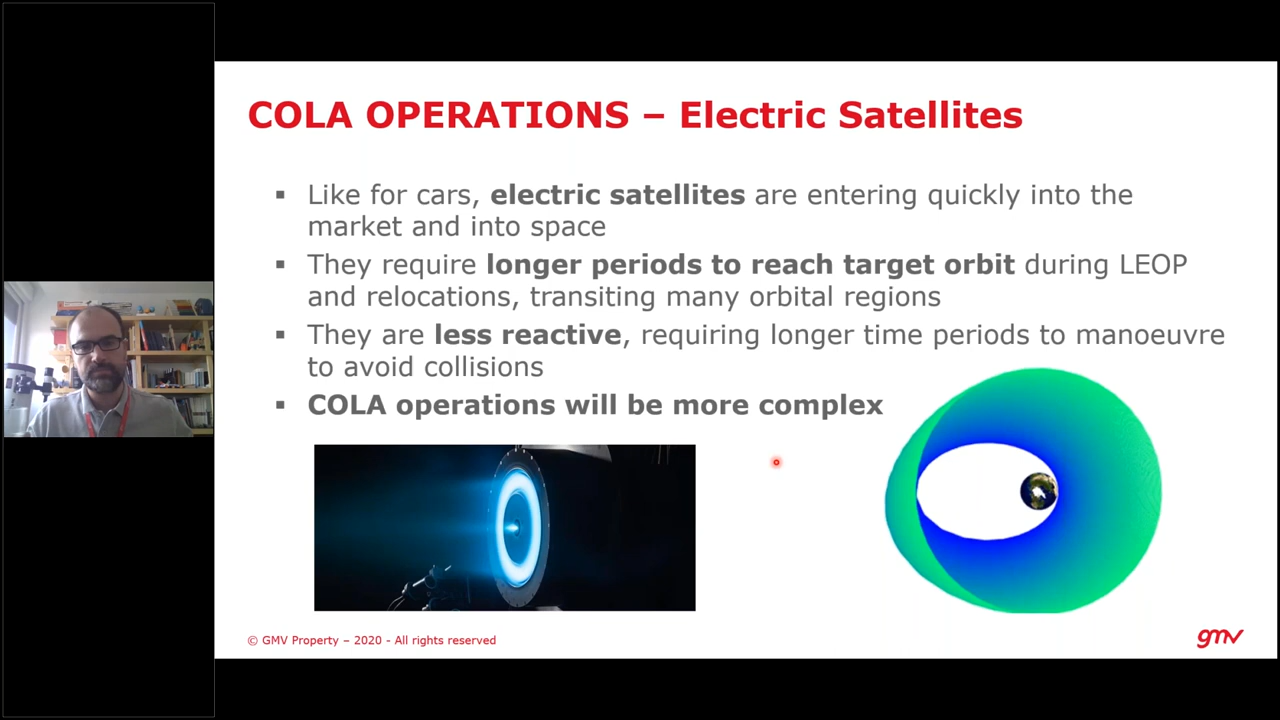 COLA OPERATIONS – Electric Satellites
▪ Like for cars, electric satellites are entering quickly into the
market and into space
▪ They require longer periods to reach target orbit during LEOP
and relocations, transiting many orbital regions
▪ They are less reactive, requiring longer time periods to manoeuvre
to avoid collisions
▪ COLA operations will be more complex
© GMV Property – 2020 - All rights reserved
gmv